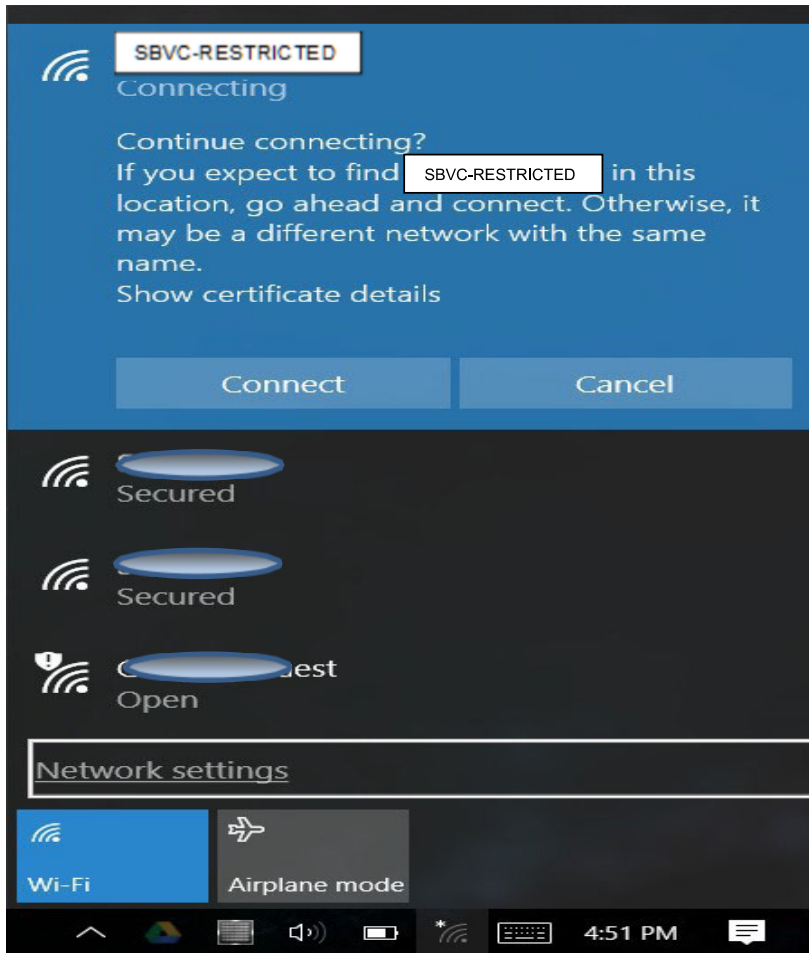 SBVC-RESTRICTED
Connecting
Continue connecting?
If you expect to find SBVC-RESTRICTED in this
location, go ahead and connect. Otherwise, it
may be a different network with the same
name.
Show certificate details
Connect Cancel
Secured
Secured
Open
Network settings
Wi-Fi Airplane mode
4:51 PM